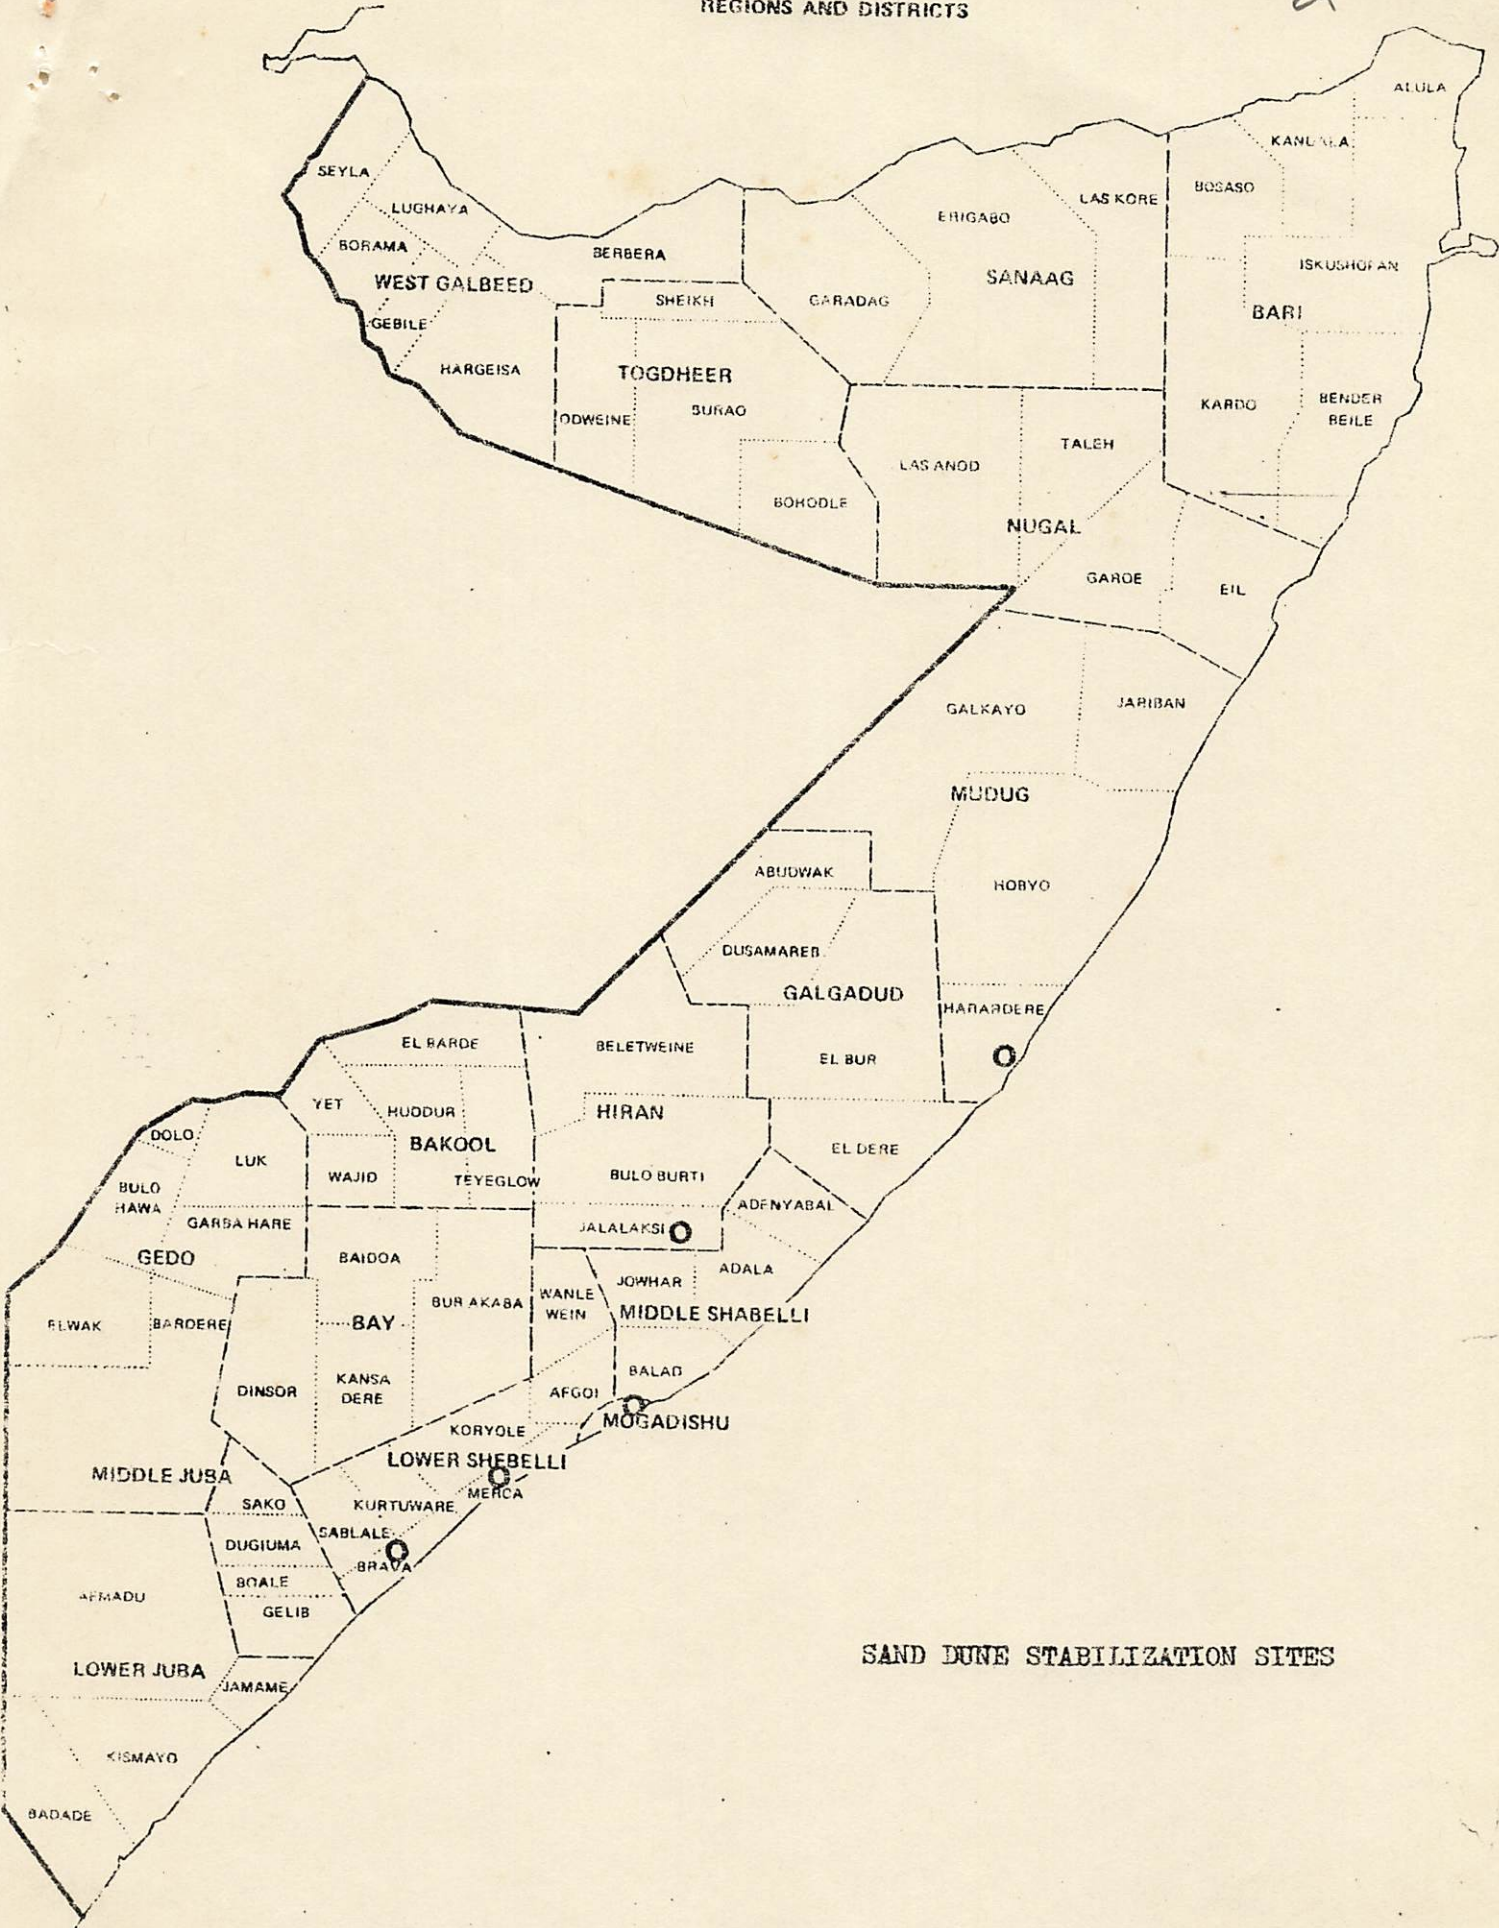 REGIONS AND DISTRICTS
ALULA
SEYLA
BOSASO
LAS KORE
LUGHAYA
ERIGABO
BORAMA
BERBERA
ISKUSHOPAN
WEST GALBEED
SANAAG
SHEIKH
GARADAG
BARI
GEBILE
HARGEISA
TOGDHEER
BURAO
ODWEINE
KARDO
BENDER
BEILE
TALEH
LAS ANOD
BOHODLE
NUGAL
GAROE
EIL
GALKAYO
JARIBAN
MUDUG
ABUDWAK
HOBYO
DUSAMAREB
GALGADUD
HARARDERE
EL BARDE
BELETWEINE
EL BUR
YET
HUDDUR
HIRAN
DOLO
BAKOOL
EL DERE
LUK
WAJID
TEYEGLOW
BULO BURTI
BULO
HAWA
ADENYABAL
GARBA HARE
JALALAKSI
GEDO
BAIDOA
ADALA
JOWHAR
WANLE
WEIN
BUR AKABA
MIDDLE SHABELLI
ELWAK
BARDERE
BAY
BALAD
KANSA
DERE
DINSOR
AFGOI
MOGADISHU
KORYOLE
LOWER SHEBELLI
MIDDLE JUBA
MERCA
SAKO
KURTUWARE
SABLALE
DUGIUMA
BRAVA
BOALE
AFMADU
GELIB
SAND DUNE STABILIZATION SITES
LOWER JUBA
JAMAME
KISMAYO
BADADE